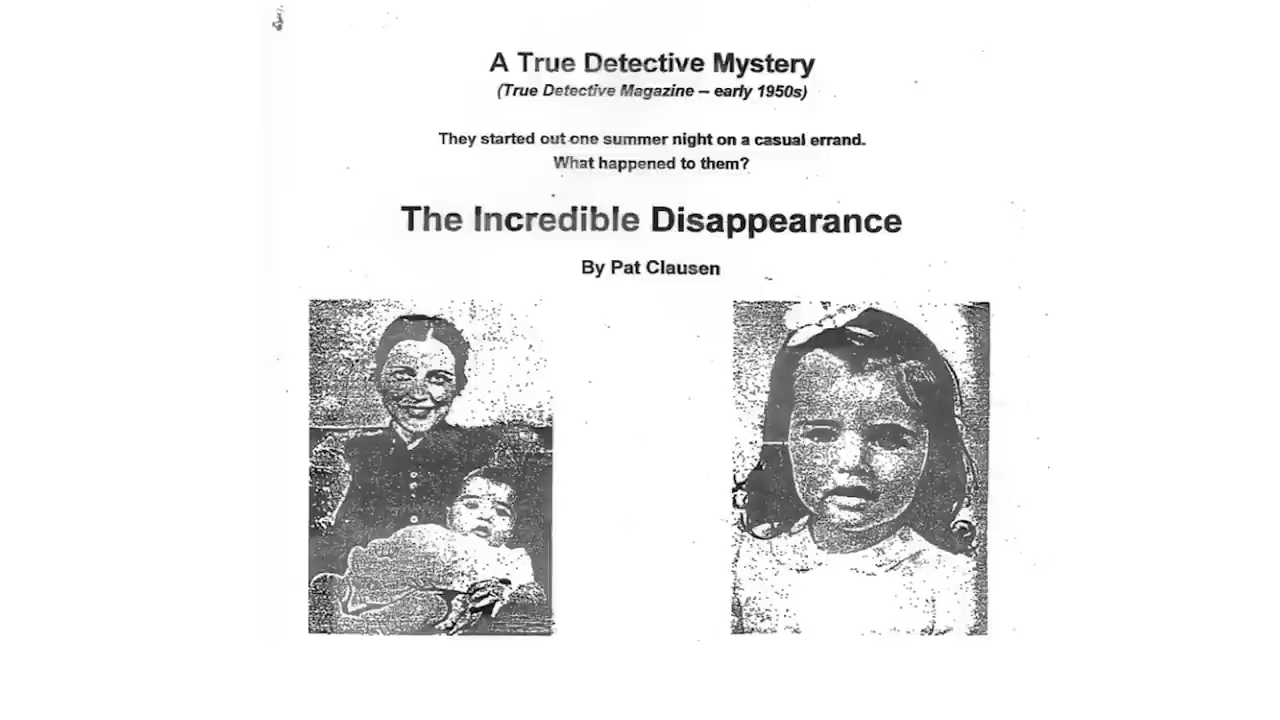 A True Detective Mystery
(True Detective Magazine – early 1950s)
They started out one summer night on a casual errand.
What happened to them?
The Incredible Disappearance
By Pat Clausen